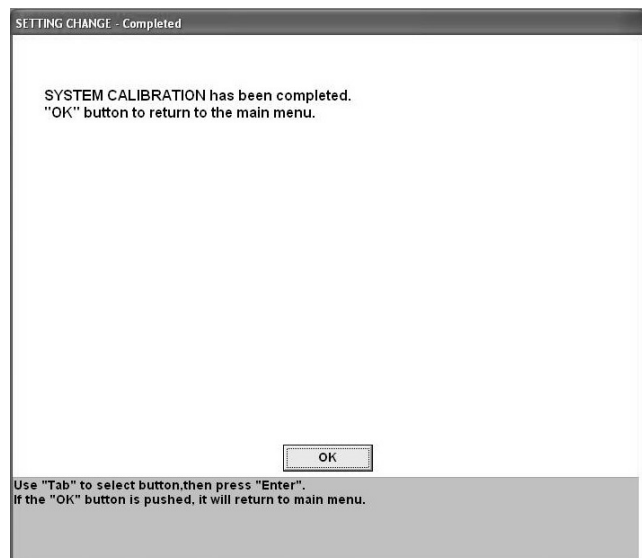 SETTING CHANGE - Completed
SYSTEM CALIBRATION has been completed.
"OK" button to return to the main menu.
OK
Use "Tab" to select button,then press "Enter".
If the "OK" button is pushed, it will return to main menu.